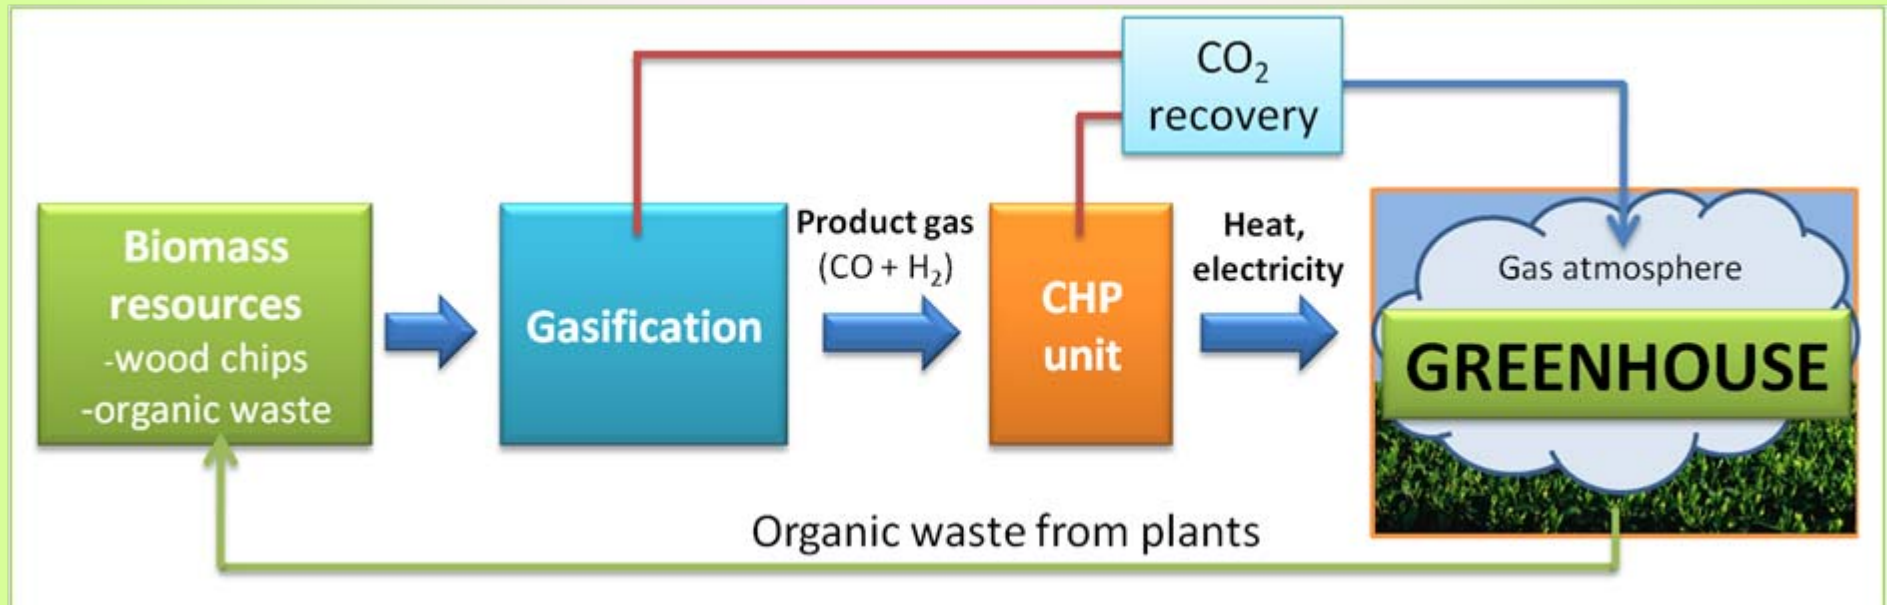 CO₂
recovery
Biomass
resources
-wood chips
-organic waste
Gasification
Product gas
(CO + H₂)
CHP
unit
Heat,
electricity
Gas atmosphere
GREENHOUSE
Organic waste from plants